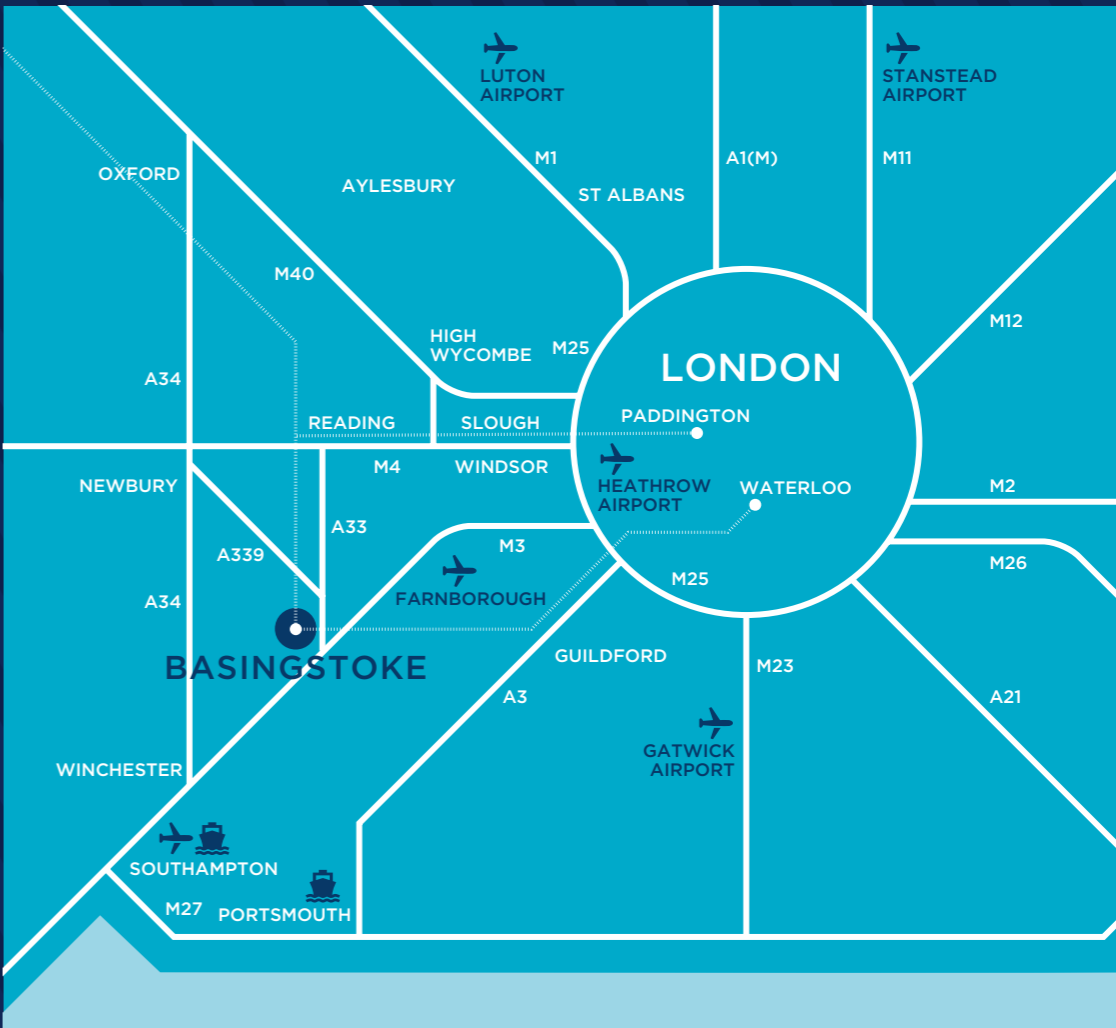 LUTON
AIRPORT
STANSTEAD
AIRPORT
M1
A1(M)
M11
OXFORD
AYLESBURY
ST ALBANS
M40
M12
HIGH
WYCOMBE
M25
LONDON
A34
PADDINGTON
READING
SLOUGH
M4
WINDSOR
HEATHROW
AIRPORT
WATERLOO
M2
NEWBURY
A33
M3
A339
FARNBOROUGH
M25
M26
A34
BASINGSTOKE
GUILDFORD
M23
A3
A21
GATWICK
AIRPORT
WINCHESTER
SOUTHAMPTON
M27
PORTSMOUTH